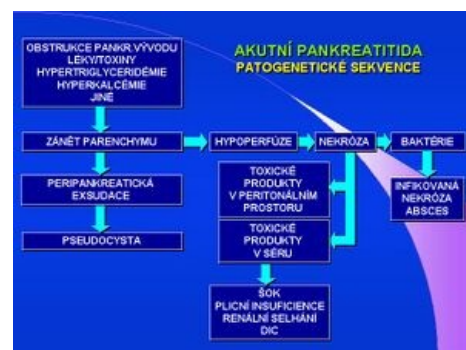 AKUTNÍ PANKREATITIDA
PATOGENETICKÉ SEKVENCE
OBSTRUKCE PANKR.VÝVODU
LÉKY/TOXINY
HYPERTRIGLYCERIDÉMIE
HYPERKALCÉMIE
JINÉ
ZÁNĚT PARENCHYMU
HYPOPERFÚZE
NEKRÓZA
BAKTÉRIE
PERIPANKREATICKÁ
EXSUDACE
PSEUDOCYSTA
TOXICKÉ
PRODUKTY
V PERITONÁLNÍM
PROSTORU
TOXICKÉ
PRODUKTY
V SÉRU
ŠOK
PLICNÍ INSUFICIENCE
RENÁLNÍ SELHÁNÍ
DIC
INFIKOVANÁ
NEKRÓZA
ABSCES